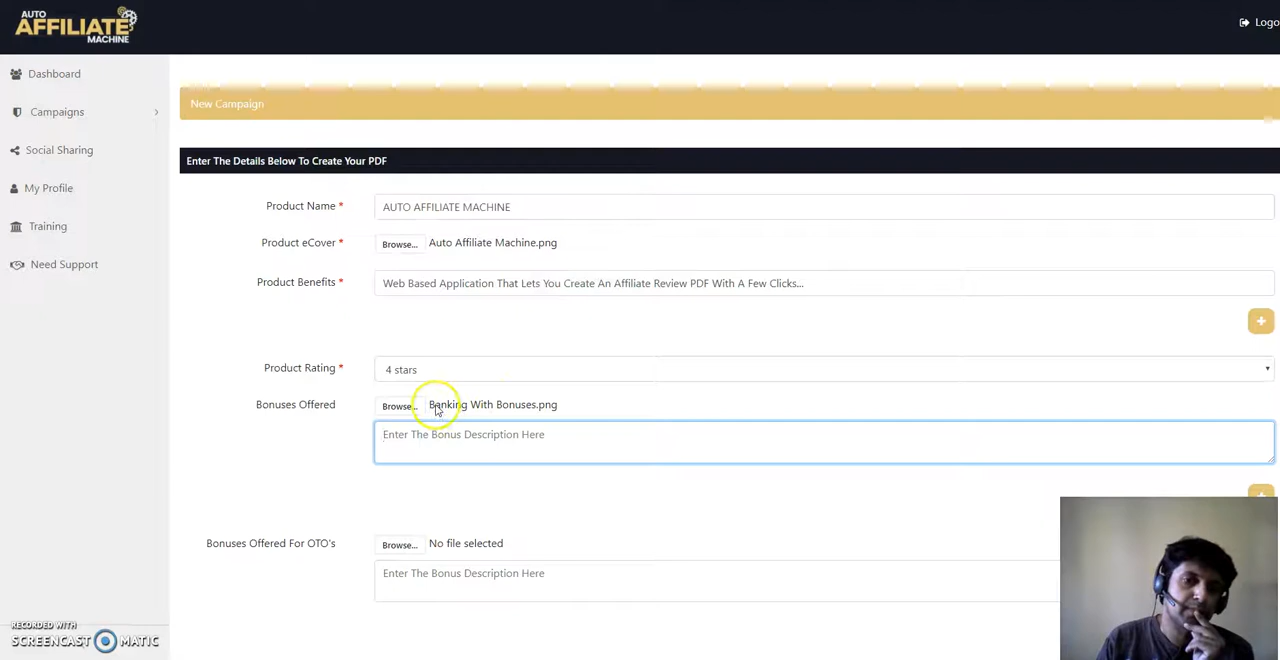 AUTO
AFFILIATE
MACHINE
Logo
Dashboard
Campaigns
Social Sharing
My Profile
Training
Need Support
New Campaign
Enter The Details Below To Create Your PDF
Product Name *
AUTO AFFILIATE MACHINE
Product eCover *
Browse... Auto Affiliate Machine.png
Product Benefits *
Web Based Application That Lets You Create An Affiliate Review PDF With A Few Clicks...
+
Product Rating *
4 stars
Bonuses Offered
Browse... Banking With Bonuses.png
Enter The Bonus Description Here
Bonuses Offered For OTO's
Browse... No file selected
Enter The Bonus Description Here
RECORDED WITH
SCREENCAST MATIC